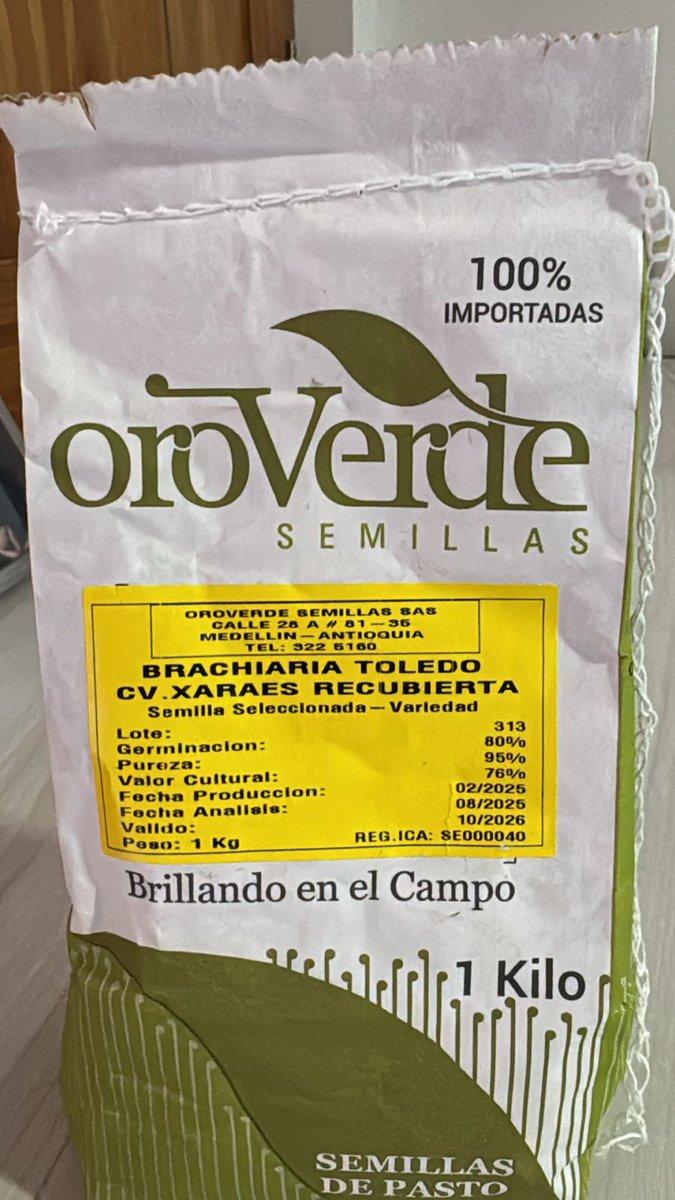 100%
IMPORTADAS
oroVerde
SEMILLAS
OROVERDE SEMILLAS SAS
CALLE 28 A # 81-35
MEDELLIN-ANTIOQUIA
TEL: 322 5160
BRACHIARIA TOLEDO
CV.XARAES RECUBIERTA
Semilla Seleccionada-Variedad
Lote: 313
Germinacion: 80%
Pureza: 95%
Valor Cultural: 76%
Fecha Produccion: 02/2025
Fecha Analisis: 08/2025
Valido: 10/2026
Peso: 1 Kg REG.ICA: SE000040
Brillando en el Campo
1 Kilo
SEMILLAS
DE PASTO